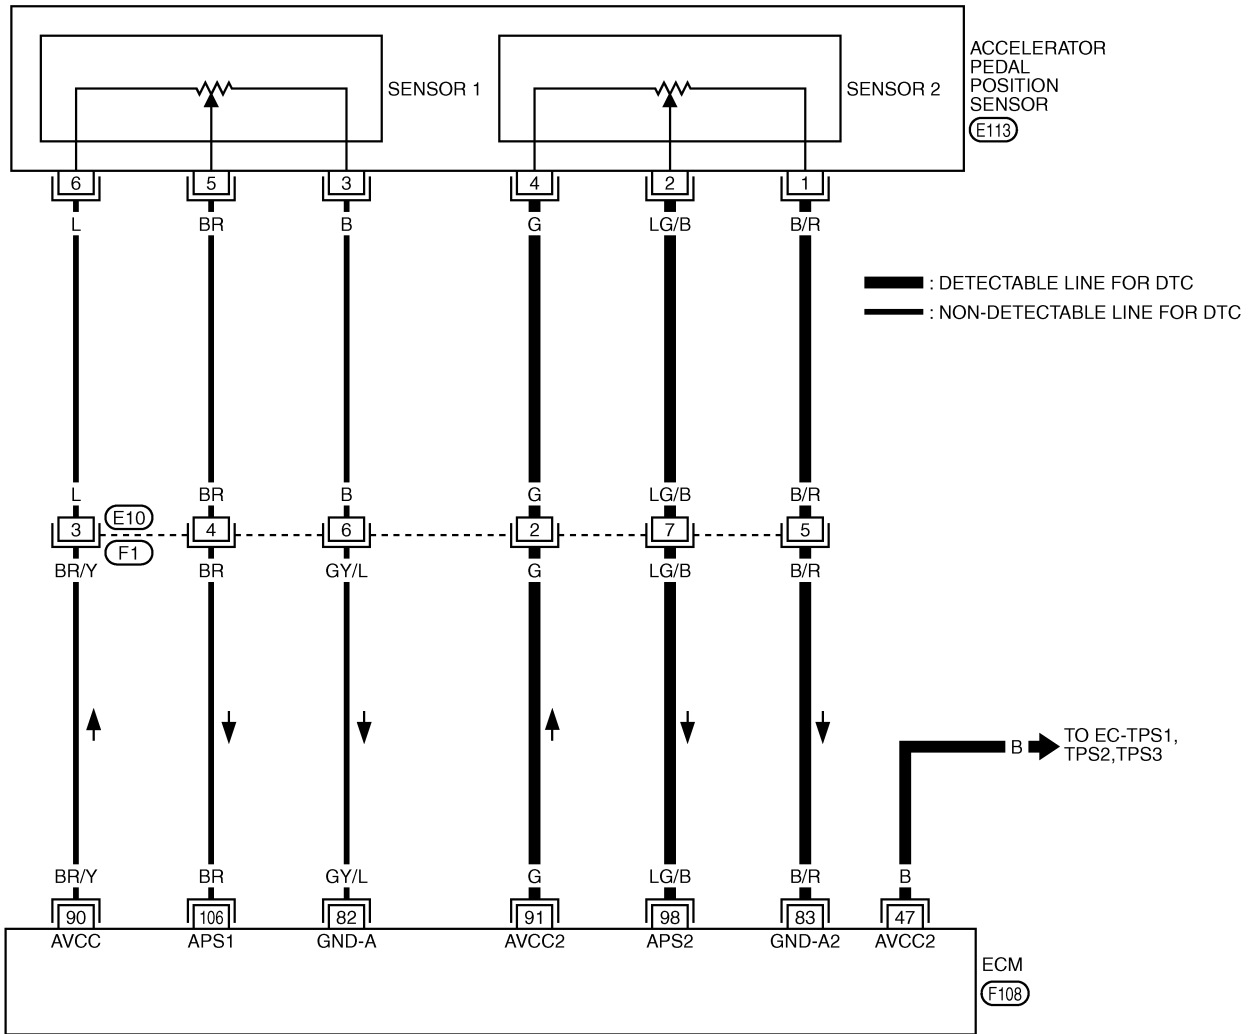 ACCELERATOR
PEDAL
POSITION
SENSOR
E113
SENSOR 1
SENSOR 2
6 5 3 4 2 1
L BR B G LG/B B/R
: DETECTABLE LINE FOR DTC
: NON-DETECTABLE LINE FOR DTC
L BR B G LG/B B/R
E10
3 4 6 2 7 5
F1
BR/Y BR GY/L G LG/B B/R
B
TO EC-TPS1,
TPS2,TPS3
BR/Y BR GY/L G LG/B B/R B
90 106 82 91 98 83 47
AVCC APS1 GND-A AVCC2 APS2 GND-A2 AVCC2
ECM
F108